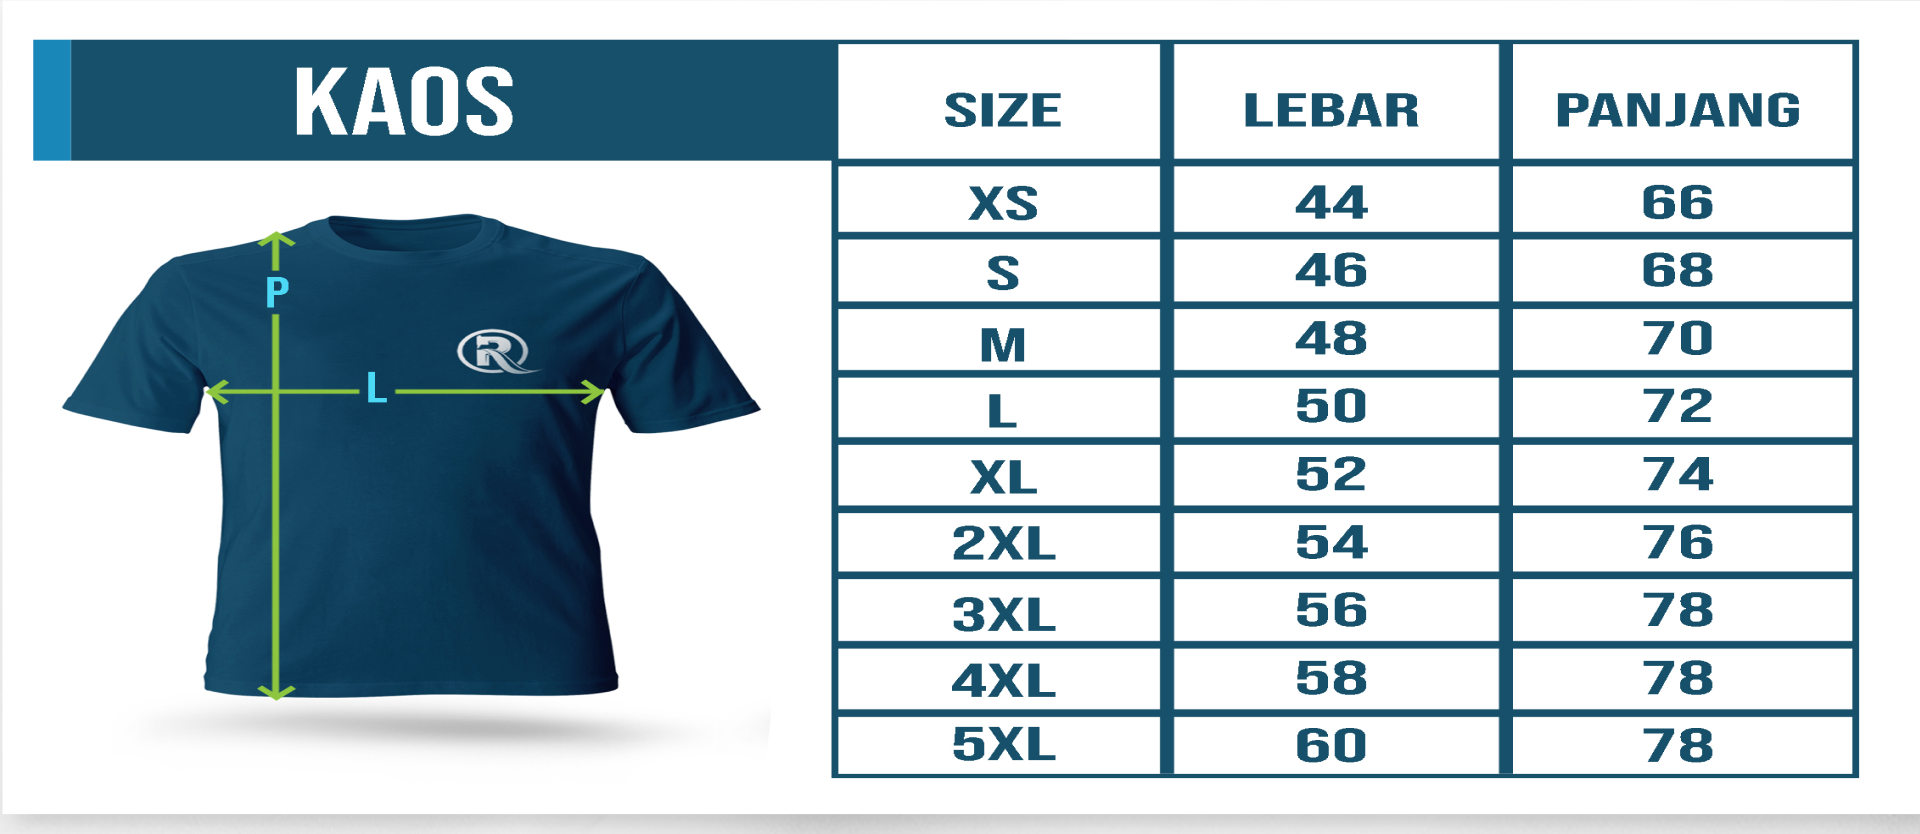 KAOS
SIZE LEBAR PANJANG
XS 44 66
S 46 68
M 48 70
L 50 72
XL 52 74
2XL 54 76
3XL 56 78
4XL 58 78
5XL 60 78
P
R
L